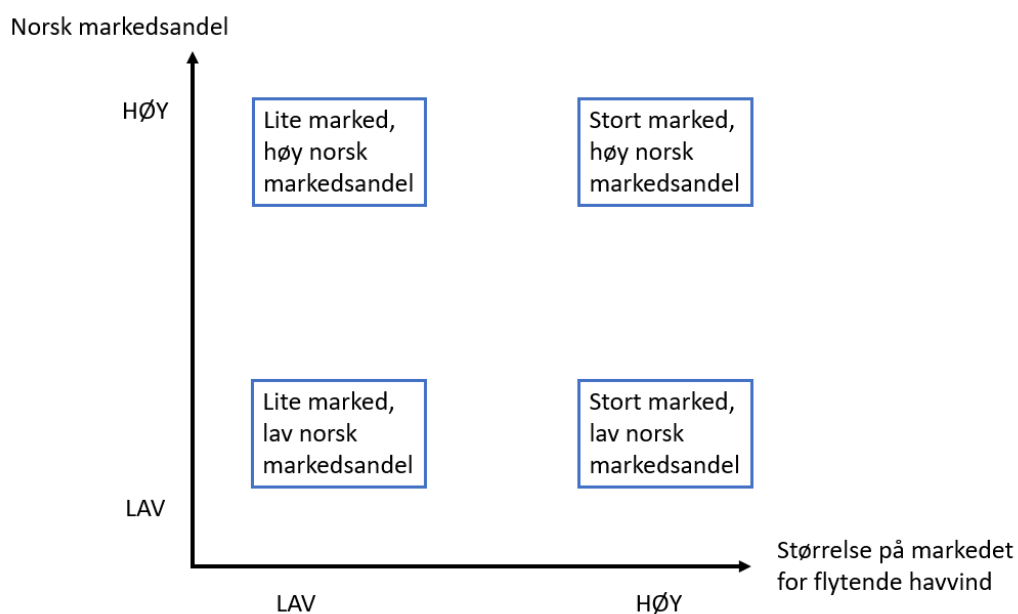 Norsk markedsandel
HØY
Lite marked,
høy norsk
markedsandel
Stort marked,
høy norsk
markedsandel
Lite marked,
lav norsk
markedsandel
Stort marked,
lav norsk
markedsandel
LAV
Størrelse på markedet
for flytende havvind
LAV
HØY